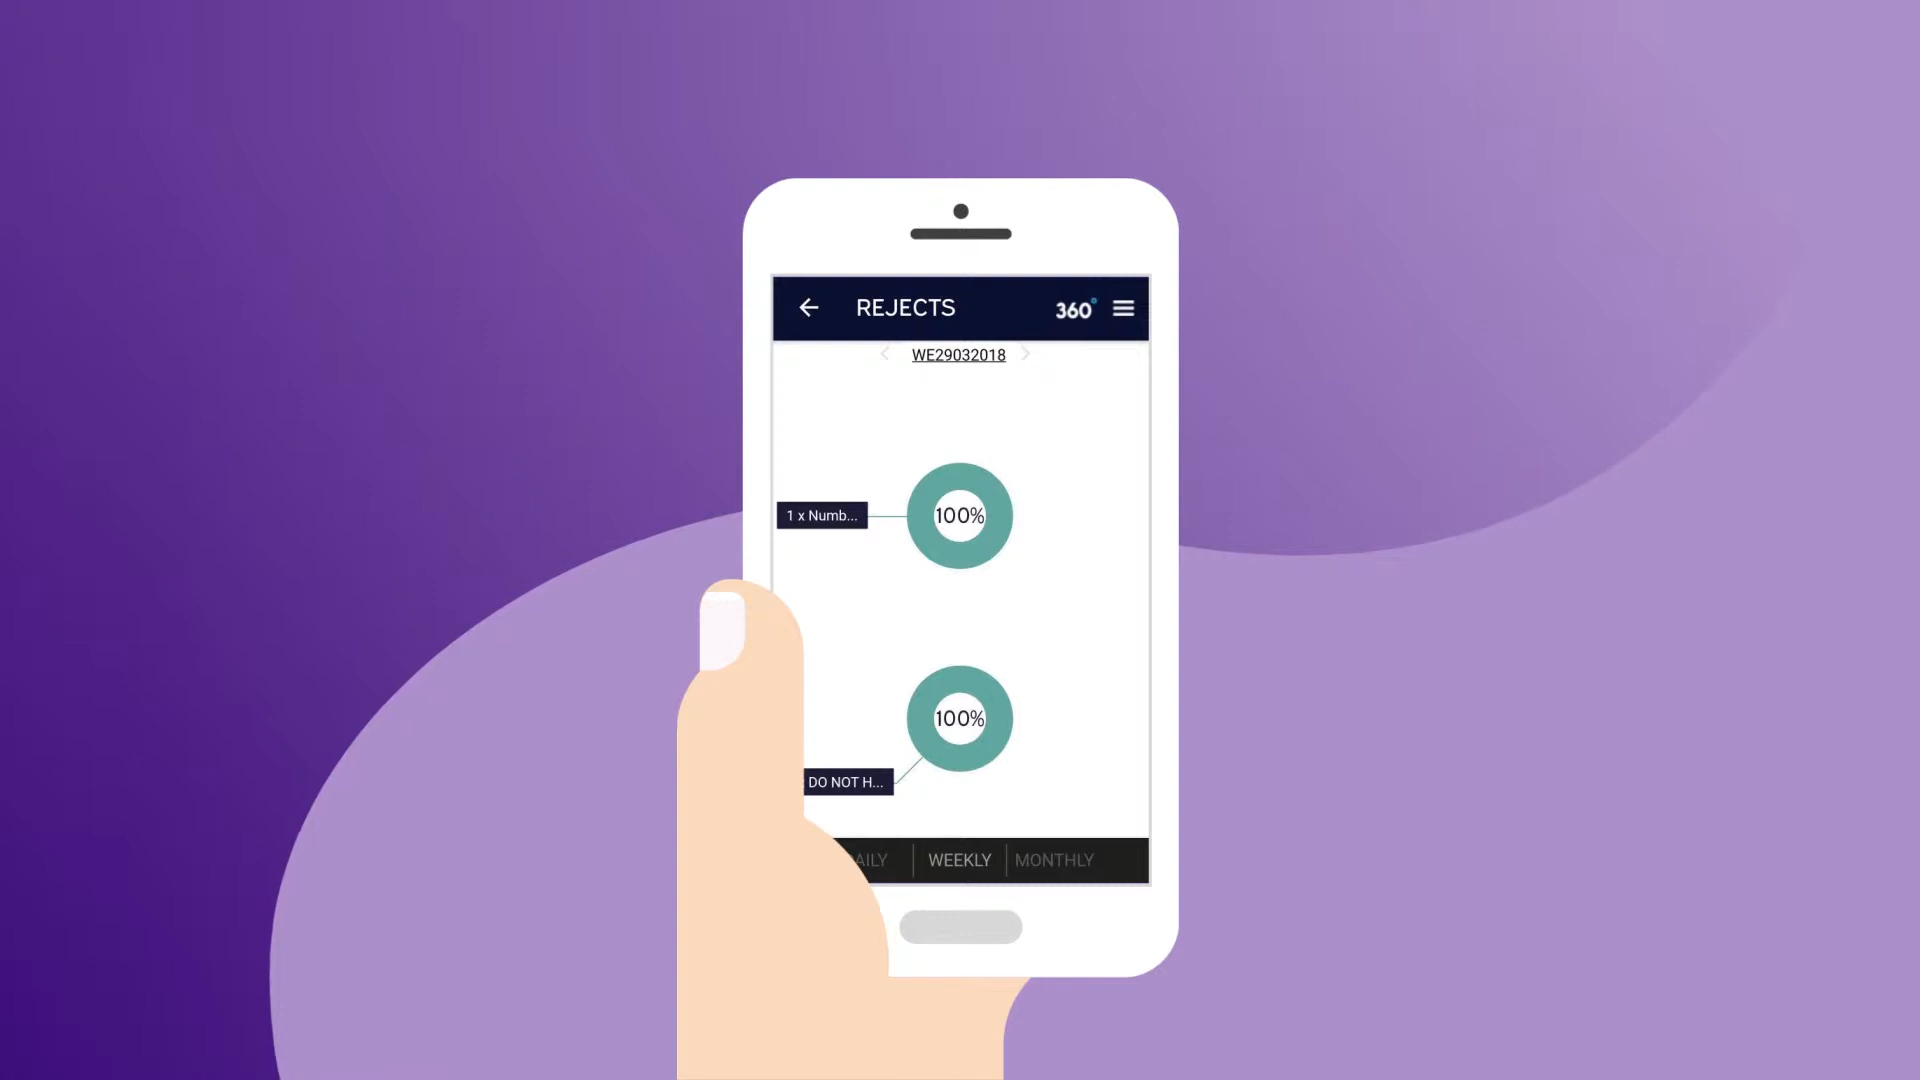 REJECTS 360°
WE29032018
1 x Numb...
100%
100%
DO NOT H...
AILY WEEKLY MONTHLY